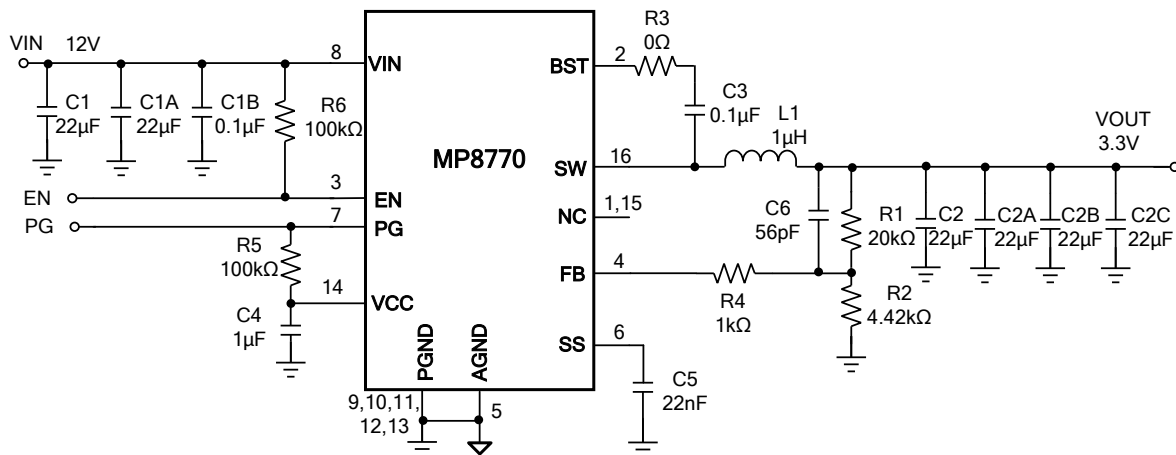 VIN
12V
C1
22µF
C1A
22µF
C1B
0.1µF
R6
100kΩ
EN
PG
R5
100kΩ
C4
1µF
8
3
7
14
VIN
EN
PG
VCC
MP8770
PGND
AGND
9,10,11,
12,13
5
BST
SW
NC
FB
SS
2
16
1,15
4
6
R3
0Ω
C3
0.1µF
L1
1µH
C6
56pF
R1
20kΩ
R4
1kΩ
R2
4.42kΩ
C5
22nF
C2
22µF
C2A
22µF
C2B
22µF
C2C
22µF
VOUT
3.3V